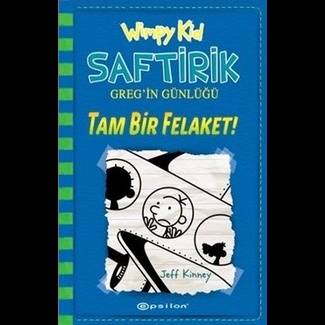 Wimpy Kid
SAFTİRİK
GREG'İN GÜNLÜĞÜ
TAM BİR FELAKET!
Jeff Kinney
epsilon